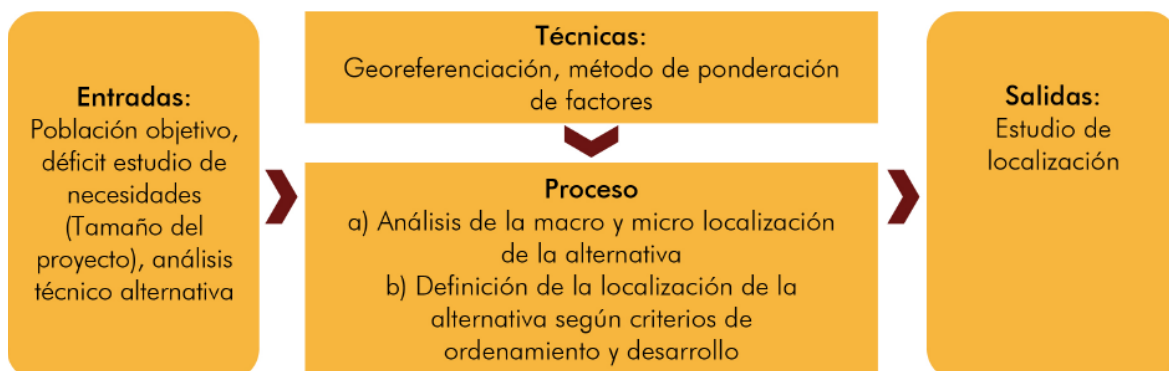 Entradas:
Población objetivo,
déficit estudio de
necesidades
(Tamaño del
proyecto), análisis
técnico alternativa
Técnicas:
Georeferenciación, método de ponderación
de factores
Proceso
a) Análisis de la macro y micro localización
de la alternativa
b) Definición de la localización de la
alternativa según criterios de
ordenamiento y desarrollo
Salidas:
Estudio de
localización